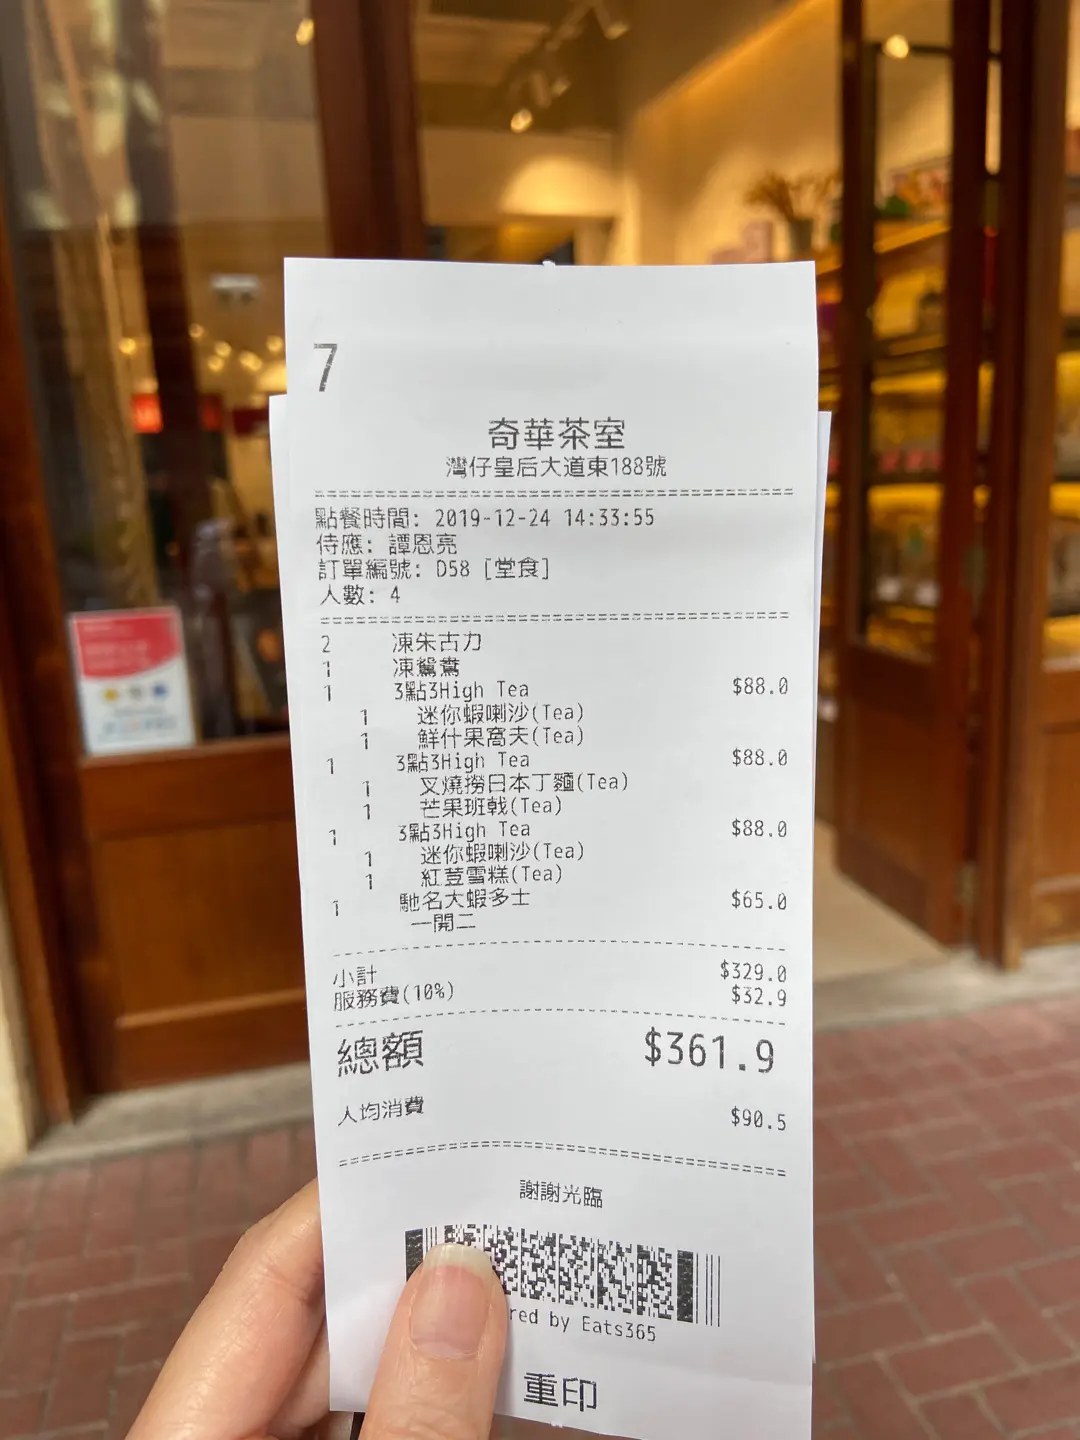 7
奇華茶室
灣仔皇后大道東188號
點餐時間: 2019-12-24 14:33:55
侍應: 譚恩亮
訂單編號: D58 [堂食]
人數: 4
2 凍朱古力
1 凍鴛鴦
1 3點3High Tea $88.0
1 迷你蝦喇沙(Tea)
1 鮮什果窩夫(Tea)
1 3點3High Tea $88.0
1 叉燒撈日本丁麵(Tea)
1 芒果班戟(Tea)
1 3點3High Tea $88.0
1 迷你蝦喇沙(Tea)
1 紅荳雪糕(Tea)
1 馳名大蝦多士 $65.0
一開二
小計 $329.0
服務費(10%) $32.9
總額 $361.9
人均消費 $90.5
謝謝光臨
red by Eats365
重印